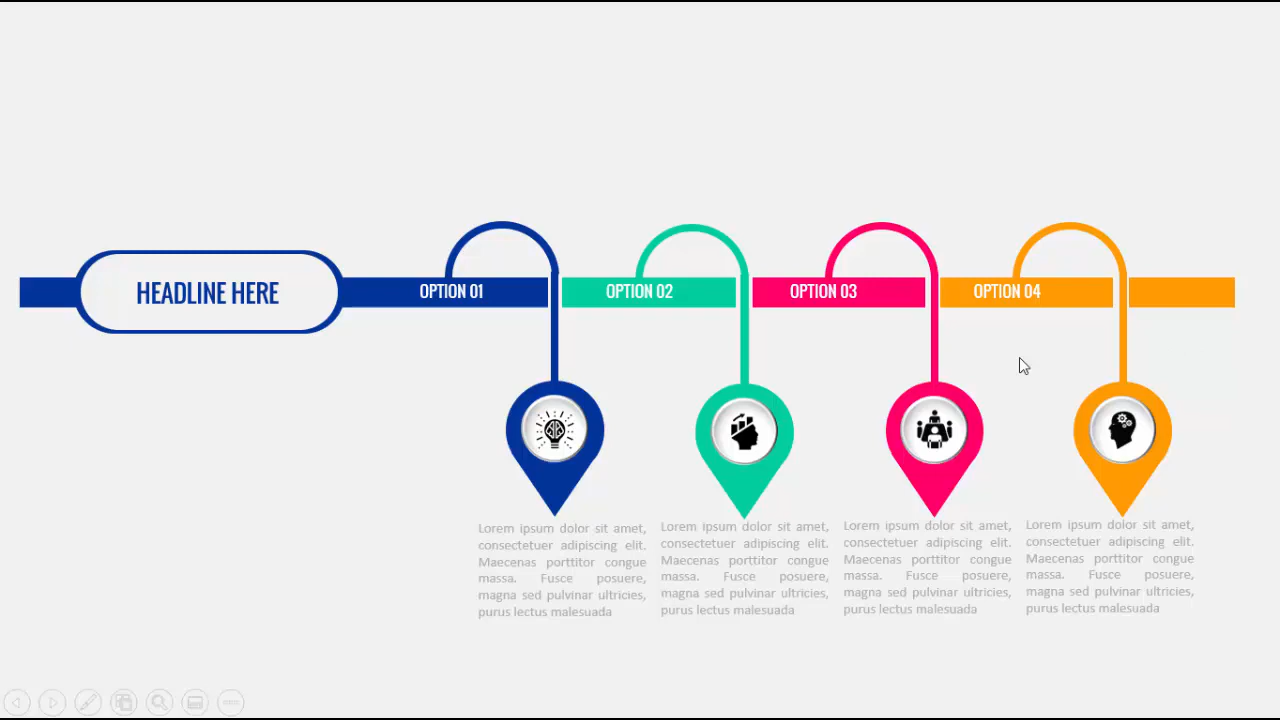 HEADLINE HERE
OPTION 01
OPTION 02
OPTION 03
OPTION 04
Lorem ipsum dolor sit amet,
consectetuer adipiscing elit.
Maecenas porttitor congue
massa. Fusce posuere,
magna sed pulvinar ultricies,
purus lectus malesuada
Lorem ipsum dolor sit amet,
consectetuer adipiscing elit.
Maecenas porttitor congue
massa. Fusce posuere,
magna sed pulvinar ultricies,
purus lectus malesuada
Lorem ipsum dolor sit amet,
consectetuer adipiscing elit.
Maecenas porttitor congue
massa. Fusce posuere,
magna sed pulvinar ultricies,
purus lectus malesuada
Lorem ipsum dolor sit amet,
consectetuer adipiscing elit.
Maecenas porttitor congue
massa. Fusce posuere,
magna sed pulvinar ultricies,
purus lectus malesuada